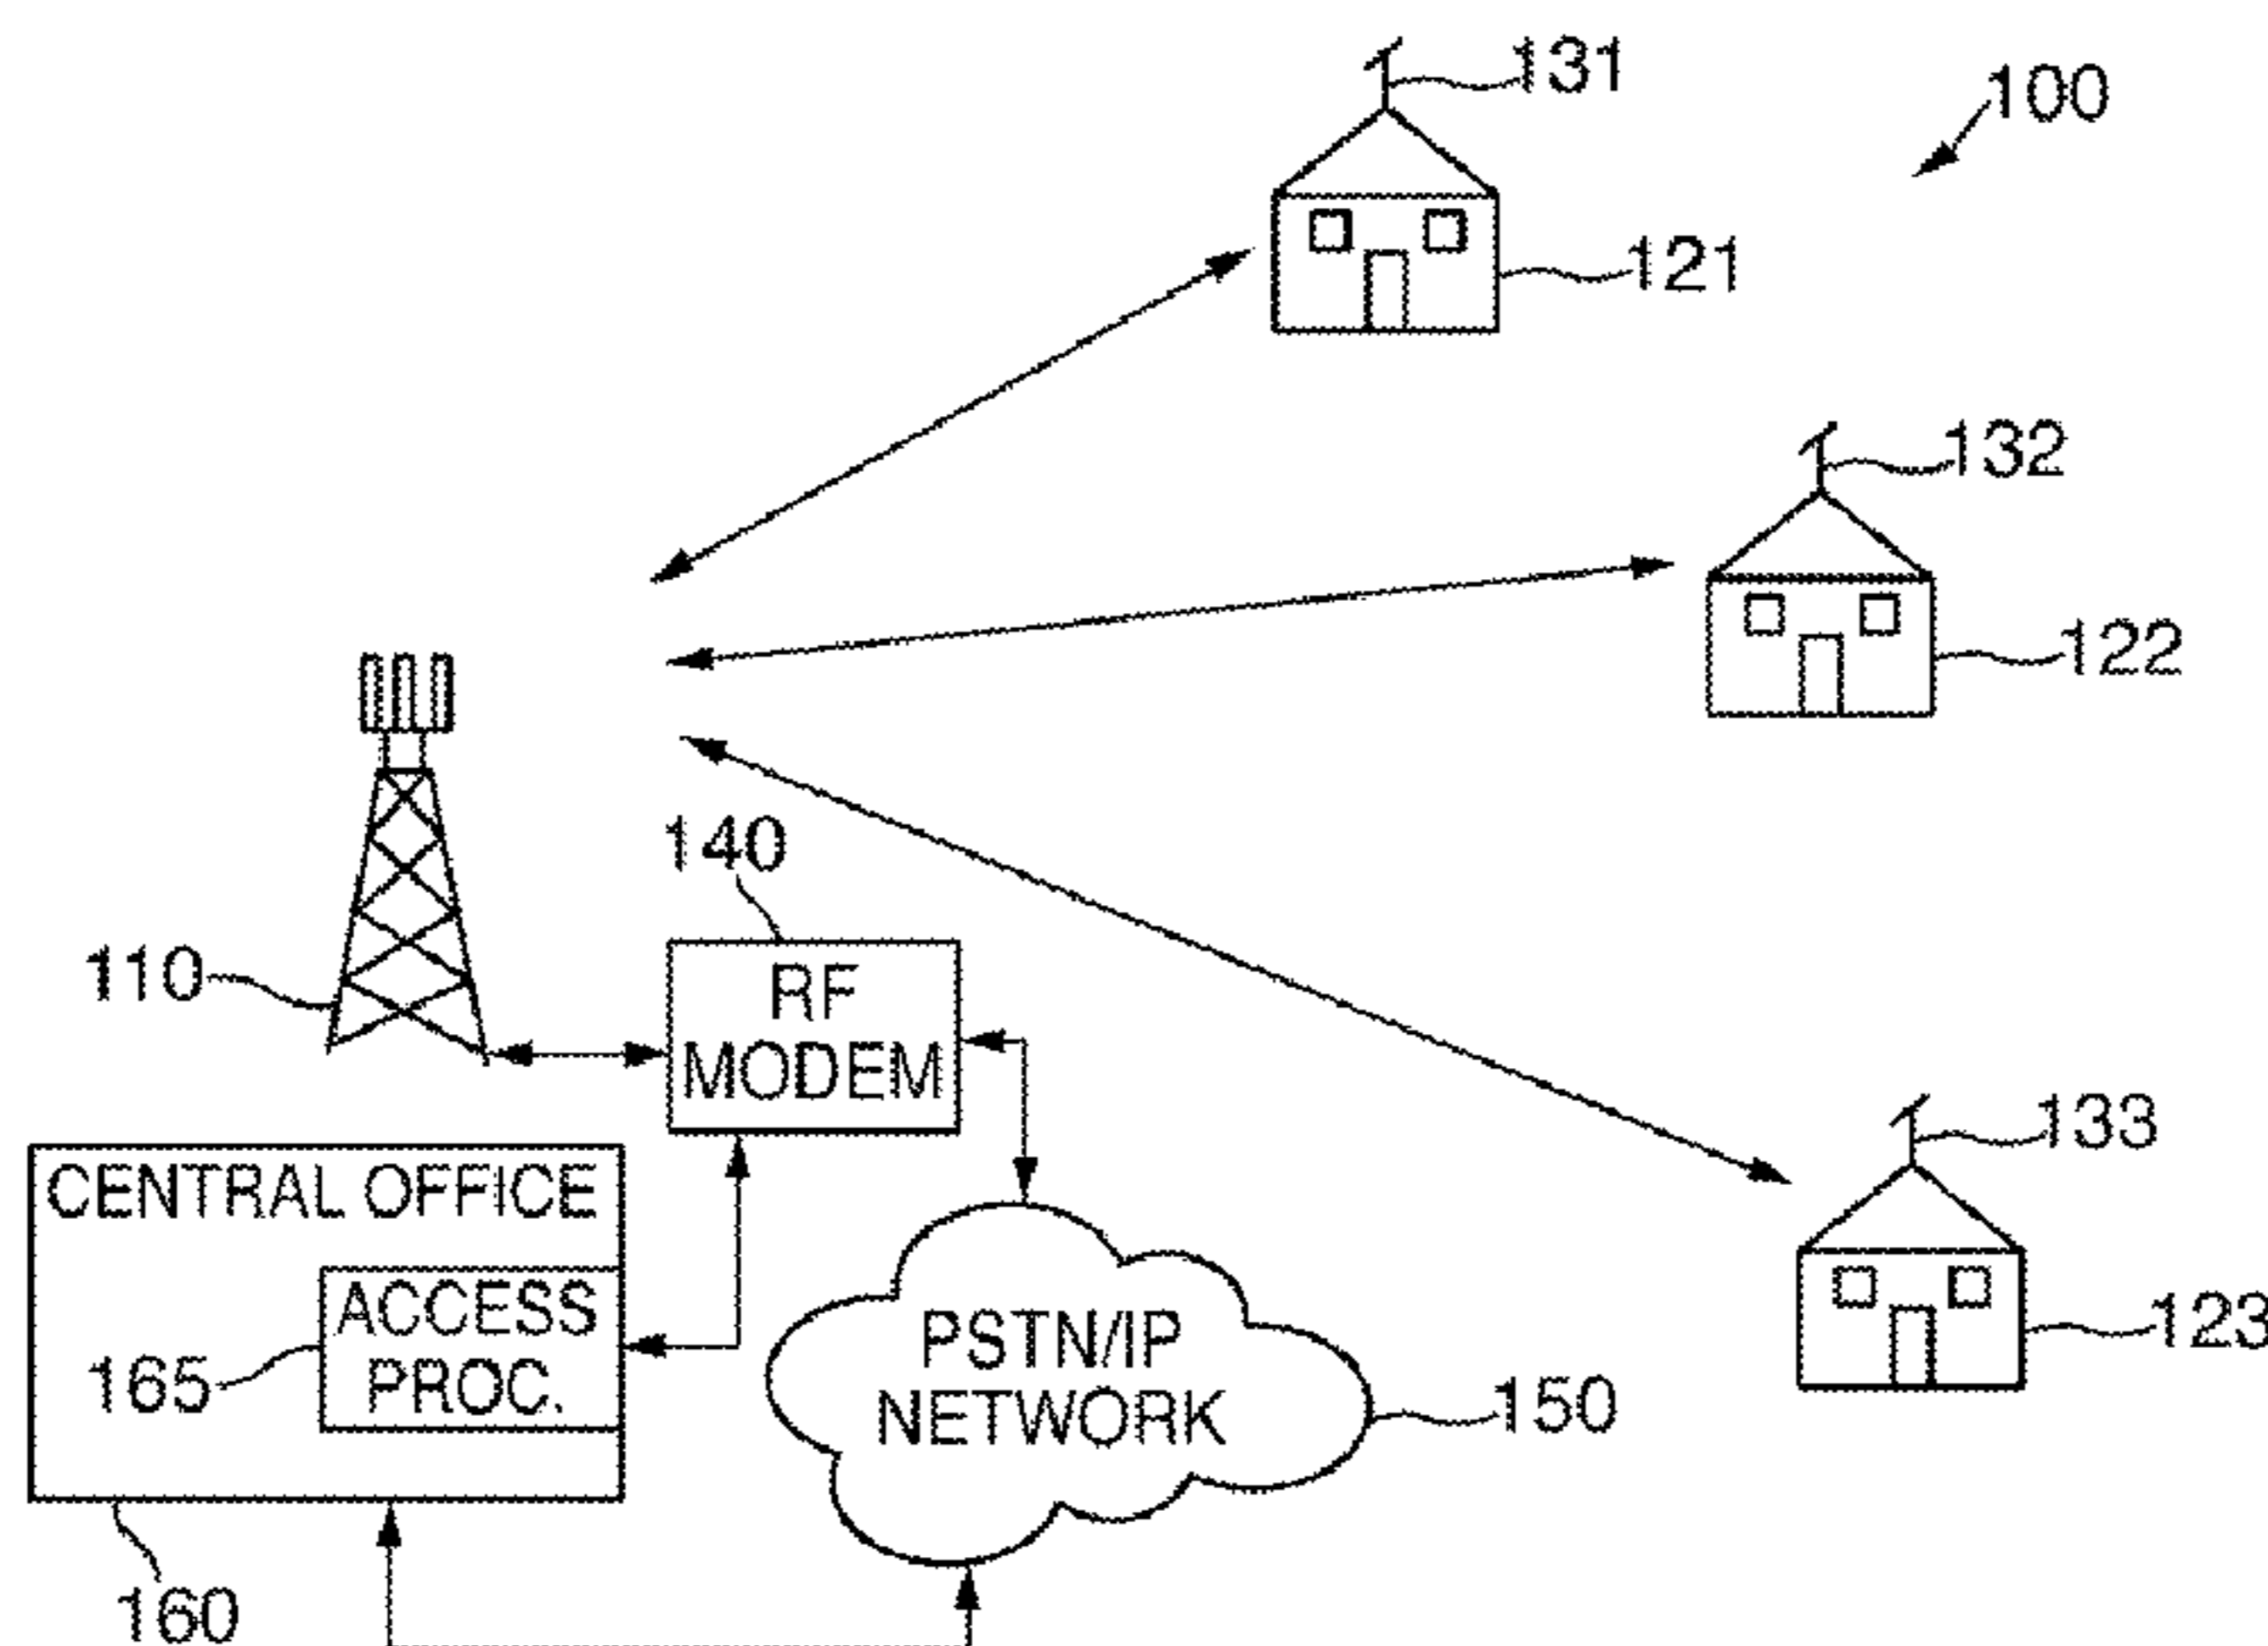 131
100
121
132
122
140
110
RF
MODEM
133
CENTRAL OFFICE
ACCESS
PROC.
165
PSTN/IP
NETWORK
150
123
160